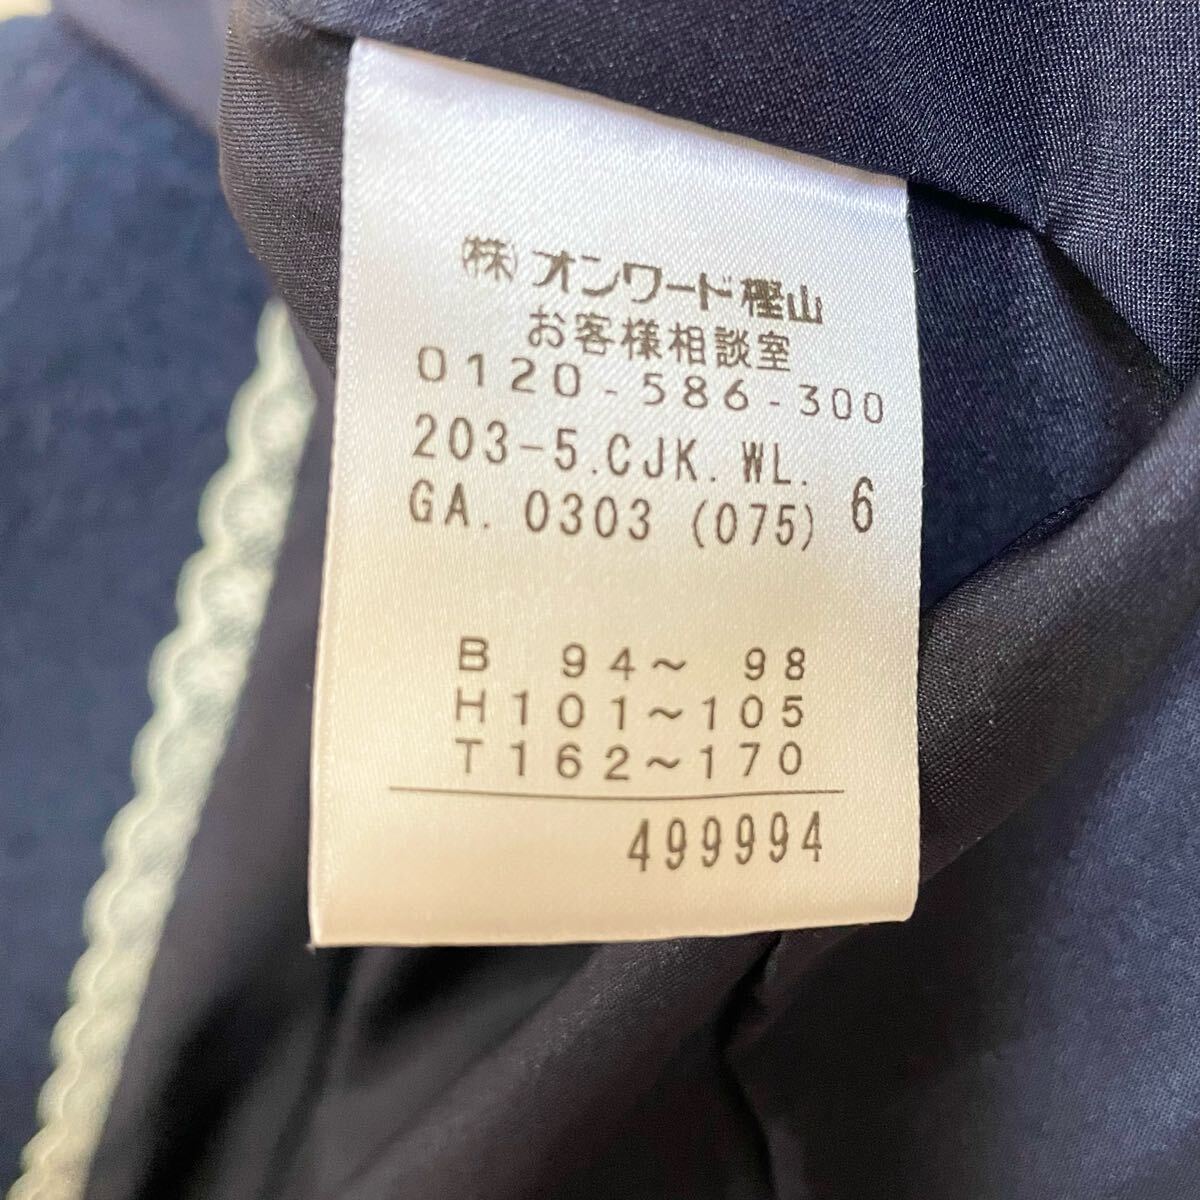 (株)オンワード樫山
お客様相談室
0120-586-300
203-5.CJK.WL.
GA.0303(075) 6
B 94~ 98
H101~105
T162~170
499994